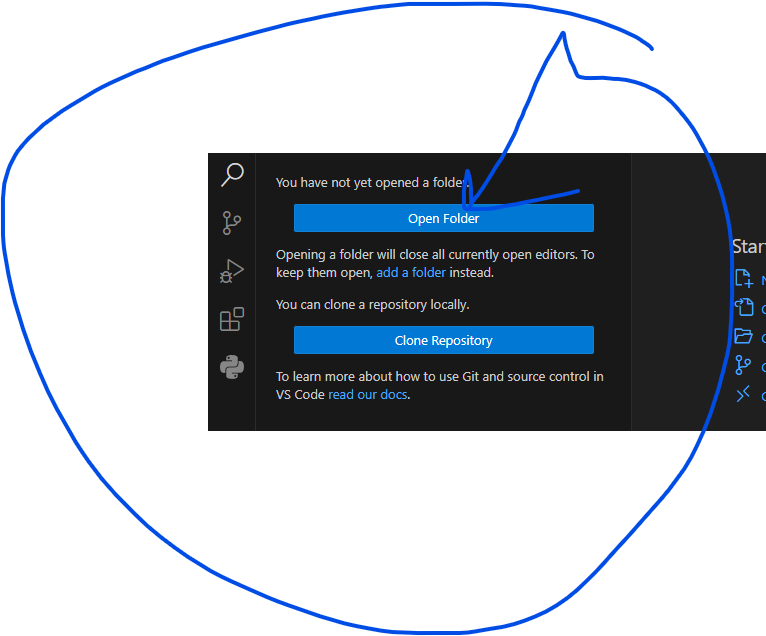 You have not yet opened a folder.
Open Folder
Opening a folder will close all currently open editors. To
keep them open, add a folder instead.
You can clone a repository locally.
Clone Repository
To learn more about how to use Git and source control in
VS Code read our docs.
Star